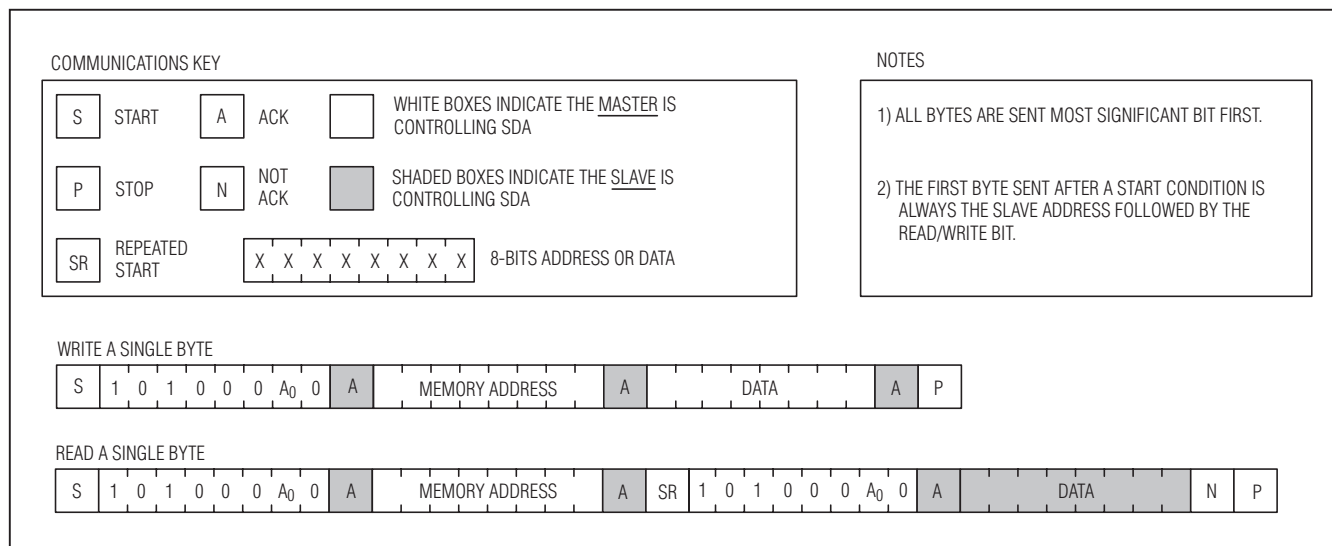 COMMUNICATIONS KEY
S START A ACK WHITE BOXES INDICATE THE MASTER IS
CONTROLLING SDA
P STOP N NOT
ACK SHADED BOXES INDICATE THE SLAVE IS
CONTROLLING SDA
SR REPEATED
START X X X X X X X X 8-BITS ADDRESS OR DATA
NOTES
1) ALL BYTES ARE SENT MOST SIGNIFICANT BIT FIRST.
2) THE FIRST BYTE SENT AFTER A START CONDITION IS
ALWAYS THE SLAVE ADDRESS FOLLOWED BY THE
READ/WRITE BIT.
WRITE A SINGLE BYTE
S 1 0 1 0 0 0 A0 0 A MEMORY ADDRESS A DATA A P
READ A SINGLE BYTE
S 1 0 1 0 0 0 A0 0 A MEMORY ADDRESS A SR 1 0 1 0 0 0 A0 0 A DATA N P